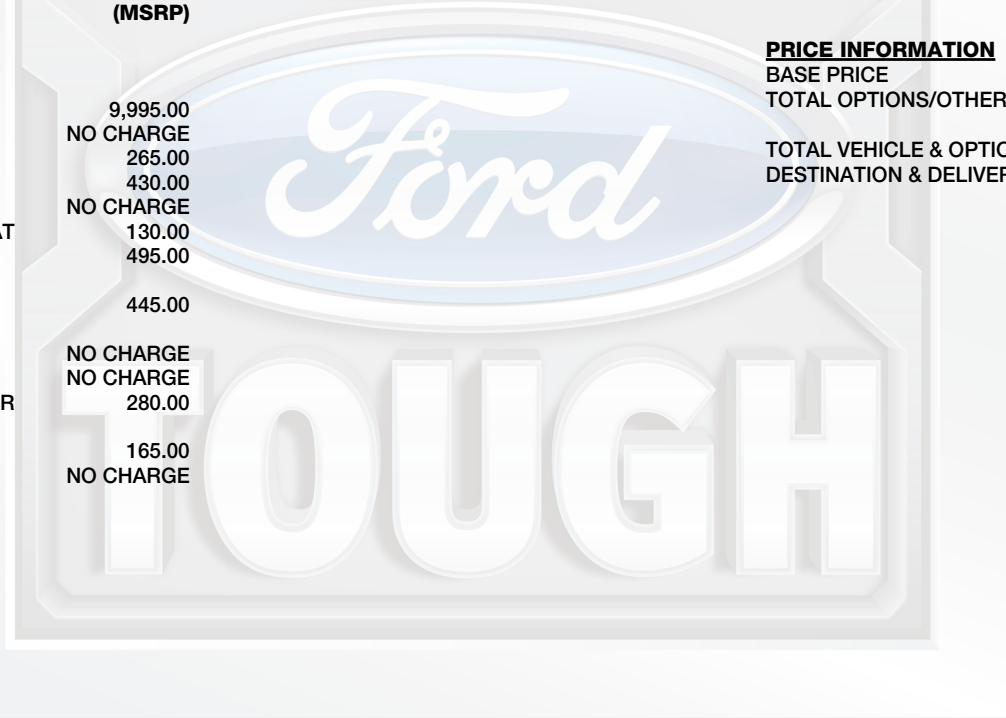 (MSRP)
9,995.00
NO CHARGE
265.00
430.00
NO CHARGE
AT 130.00
495.00
445.00
NO CHARGE
NO CHARGE
R 280.00
165.00
NO CHARGE
PRICE INFORMATION
BASE PRICE
TOTAL OPTIONS/OTHER
TOTAL VEHICLE & OPTIO
DESTINATION & DELIVER
Ford
TOUGH